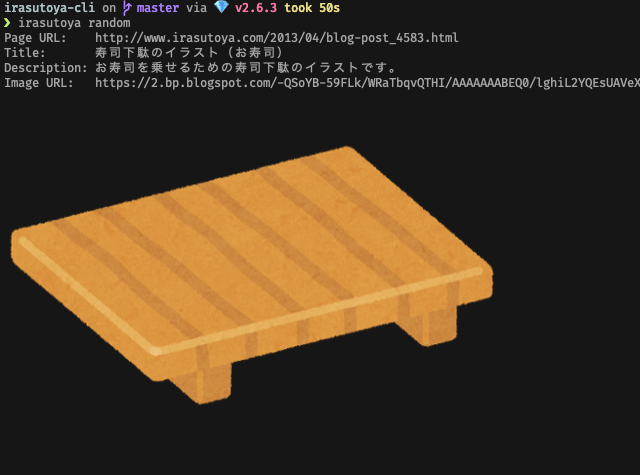 irasutoya-cli on master via 💎 v2.6.3 took 50s
❯ irasutoya random
Page URL: http://www.irasutoya.com/2013/04/blog-post_4583.html
Title: 寿司下駄のイラスト（お寿司）
Description: お寿司を乗せるための寿司下駄のイラストです。
Image URL: https://2.bp.blogspot.com/-QSoYB-59FLk/WRaTbqvQTHI/AAAAAAABEQ0/lghiL2YQEsUAVeX